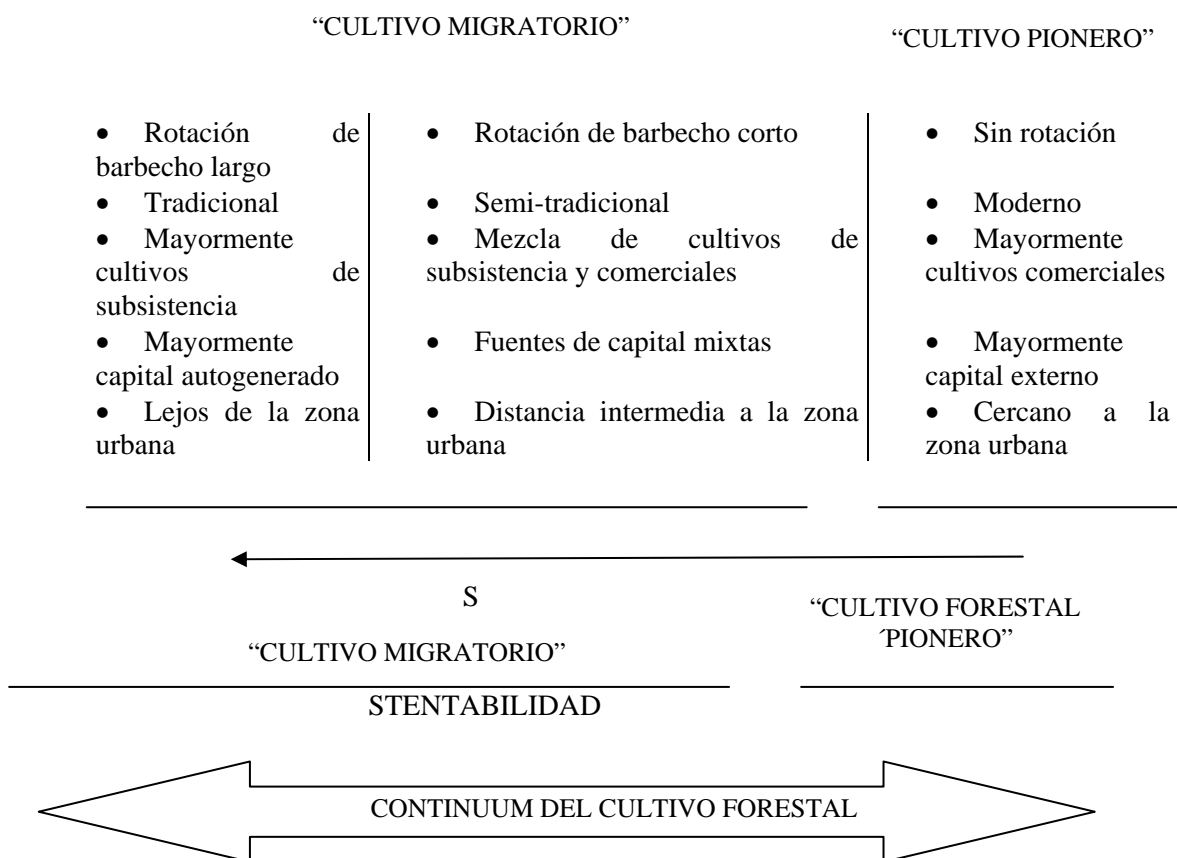 “CULTIVO MIGRATORIO”
“CULTIVO PIONERO”
• Rotación de
barbecho largo
• Tradicional
• Mayormente
cultivos de
subsistencia
• Mayormente
capital autogenerado
• Lejos de la zona
urbana
• Rotación de barbecho corto
• Semi-tradicional
• Mezcla de cultivos de
subsistencia y comerciales
• Fuentes de capital mixtas
• Distancia intermedia a la zona
urbana
• Sin rotación
• Moderno
• Mayormente
cultivos comerciales
• Mayormente
capital externo
• Cercano a la
zona urbana
S
“CULTIVO FORESTAL
´PIONERO”
“CULTIVO MIGRATORIO”
STENTABILIDAD
CONTINUUM DEL CULTIVO FORESTAL